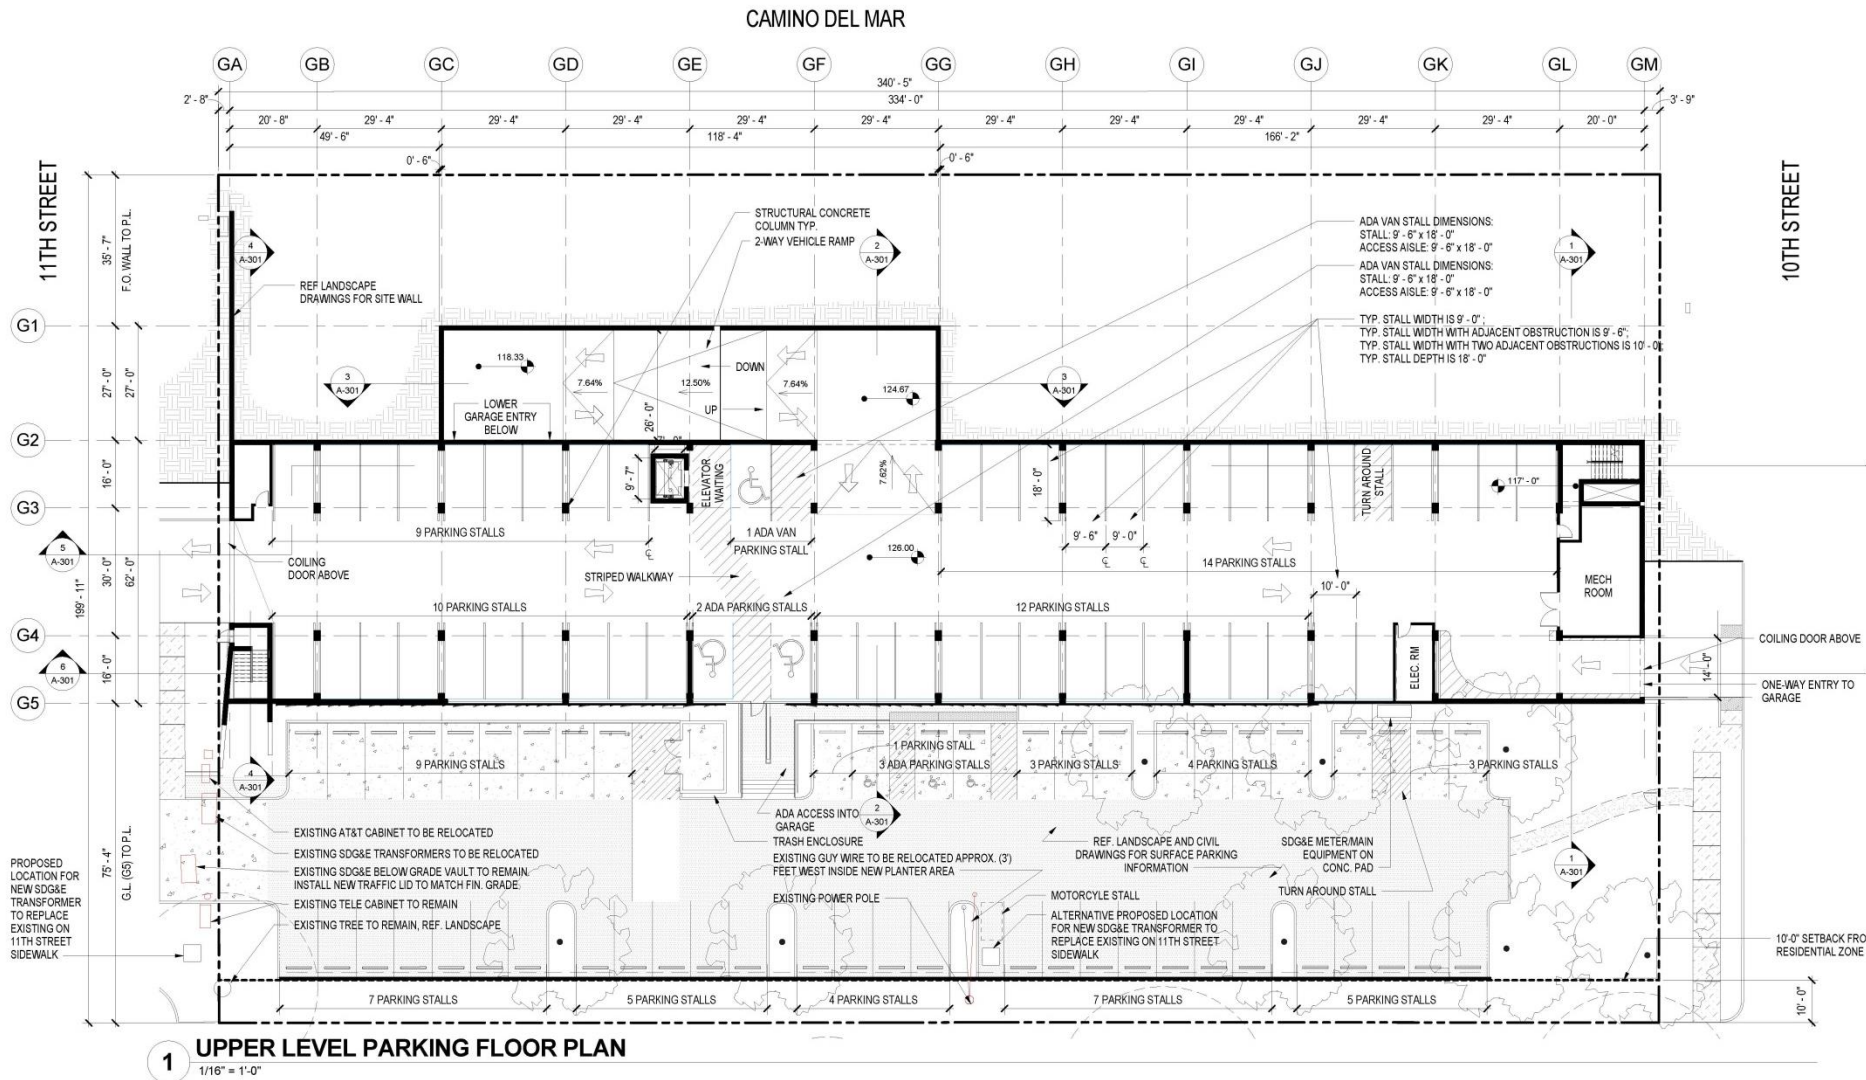 CAMINO DEL MAR
GA GB GC GD GE GF GG GH GI GJ GK GL GM
340' - 5"
2' - 8" 334' - 0" 3' - 9"
20' - 8" 29' - 4" 29' - 4" 29' - 4" 29' - 4" 29' - 4" 29' - 4" 29' - 4" 29' - 4" 29' - 4" 29' - 4" 20' - 0"
49' - 6" 118' - 4" 166' - 2"
0' - 6" 0' - 6"
11TH STREET
10TH STREET
35' - 7"
F.O. WALL TO P.L.
27' - 0"
27' - 0"
16' - 0"
30' - 0"
62' - 0"
199' - 11"
16' - 0"
75' - 4"
G.L. (G5) TO P.L.
G1
G2
G3
G4
G5
4
A-301
2
A-301
1
A-301
3
A-301
3
A-301
5
A-301
6
A-301
4
A-301
2
A-301
1
A-301
STRUCTURAL CONCRETE
COLUMN TYP.
2-WAY VEHICLE RAMP
REF LANDSCAPE
DRAWINGS FOR SITE WALL
ADA VAN STALL DIMENSIONS:
STALL: 9' - 6" x 18' - 0"
ACCESS AISLE: 9' - 6" x 18' - 0"
ADA VAN STALL DIMENSIONS:
STALL: 9' - 6" x 18' - 0"
ACCESS AISLE: 9' - 6" x 18' - 0"
TYP. STALL WIDTH IS 9' - 0" ;
TYP. STALL WIDTH WITH ADJACENT OBSTRUCTION IS 9' - 6";
TYP. STALL WIDTH WITH TWO ADJACENT OBSTRUCTIONS IS 10' - 0"
TYP. STALL DEPTH IS 18' - 0"
118.33
7.64%
12.50%
DOWN
7.64%
124.67
UP
LOWER
GARAGE ENTRY
BELOW
26' - 0"
9' - 7"
ELEVATOR
WAITING
7.62%
18' - 0"
TURN AROUND
STALL
117' - 0"
9 PARKING STALLS
1 ADA VAN
PARKING STALL
9' - 6" 9' - 0"
126.00
14 PARKING STALLS
COILING
DOOR ABOVE
STRIPED WALKWAY
MECH
ROOM
10' - 0"
10 PARKING STALLS
2 ADA PARKING STALLS
12 PARKING STALLS
ELEC. RM
COILING DOOR ABOVE
14' - 0"
ONE-WAY ENTRY TO
GARAGE
1 PARKING STALL
9 PARKING STALLS
3 ADA PARKING STALLS
3 PARKING STALLS
4 PARKING STALLS
3 PARKING STALLS
ADA ACCESS INTO
GARAGE
TRASH ENCLOSURE
EXISTING AT&T CABINET TO BE RELOCATED
EXISTING SDG&E TRANSFORMERS TO BE RELOCATED
EXISTING SDG&E BELOW GRADE VAULT TO REMAIN.
INSTALL NEW TRAFFIC LID TO MATCH FIN. GRADE
EXISTING TELE CABINET TO REMAIN
EXISTING TREE TO REMAIN, REF. LANDSCAPE
EXISTING GUY WIRE TO BE RELOCATED APPROX. (3')
FEET WEST INSIDE NEW PLANTER AREA
EXISTING POWER POLE
REF. LANDSCAPE AND CIVIL
DRAWINGS FOR SURFACE PARKING
INFORMATION
SDG&E METER/MAIN
EQUIPMENT ON
CONC. PAD
TURN AROUND STALL
MOTORCYLE STALL
ALTERNATIVE PROPOSED LOCATION
FOR NEW SDG&E TRANSFORMER TO
REPLACE EXISTING ON 11TH STREET
SIDEWALK
PROPOSED
LOCATION FOR
NEW SDG&E
TRANSFORMER
TO REPLACE
EXISTING ON
11TH STREET
SIDEWALK
10'-0" SETBACK FRO
RESIDENTIAL ZONE
7 PARKING STALLS
5 PARKING STALLS
4 PARKING STALLS
7 PARKING STALLS
5 PARKING STALLS
10' - 0"
1
UPPER LEVEL PARKING FLOOR PLAN
1/16" = 1'-0"